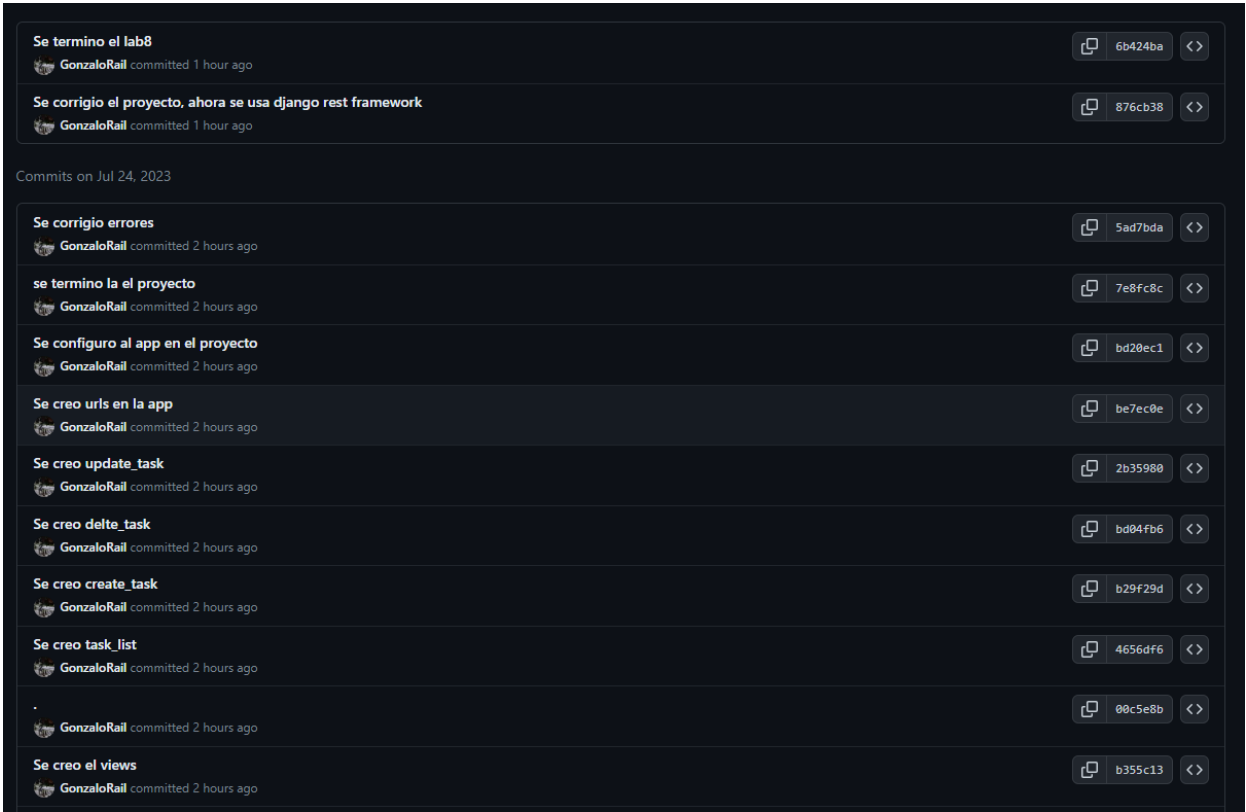 Se termino el lab8
6b424ba
GonzaloRail committed 1 hour ago
Se corrigio el proyecto, ahora se usa django rest framework
876cb38
GonzaloRail committed 1 hour ago
Commits on Jul 24, 2023
Se corrigio errores
5ad7bda
GonzaloRail committed 2 hours ago
se termino la el proyecto
7e8fc8c
GonzaloRail committed 2 hours ago
Se configuro al app en el proyecto
bd20ec1
GonzaloRail committed 2 hours ago
Se creo urls en la app
be7ec0e
GonzaloRail committed 2 hours ago
Se creo update_task
2b35980
GonzaloRail committed 2 hours ago
Se creo delte_task
bd04fb6
GonzaloRail committed 2 hours ago
Se creo create_task
b29f29d
GonzaloRail committed 2 hours ago
Se creo task_list
4656df6
GonzaloRail committed 2 hours ago
.
00c5e8b
GonzaloRail committed 2 hours ago
Se creo el views
b355c13
GonzaloRail committed 2 hours ago